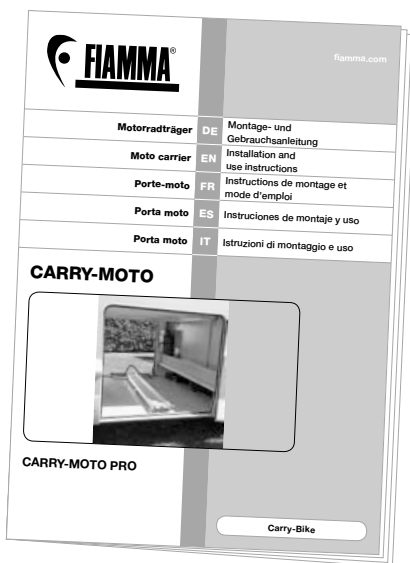 FIAMMA®
fiamma.com
Motorradträger DE Montage- und
Gebrauchsanleitung
Moto carrier EN Installation and
use instructions
Porte-moto FR Instructions de montage et
mode d'emploi
Porta moto ES Instruciones de montaje y uso
Porta moto IT Istruzioni di montaggio e uso
CARRY-MOTO
CARRY-MOTO PRO
Carry-Bike